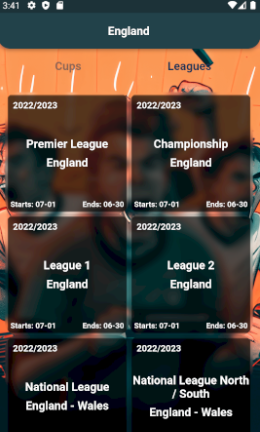 3:41
England
Cups Leagues
2022/2023 2022/2023
Premier League Championship
England England
Starts: 07-01 Ends: 06-30 Starts: 07-01 Ends: 06-30
2022/2023 2022/2023
League 1 League 2
England England
Starts: 07-01 Ends: 06-30 Starts: 07-01 Ends: 06-30
2022/2023 2022/2023
National League National League North
/ South
England - Wales England - Wales